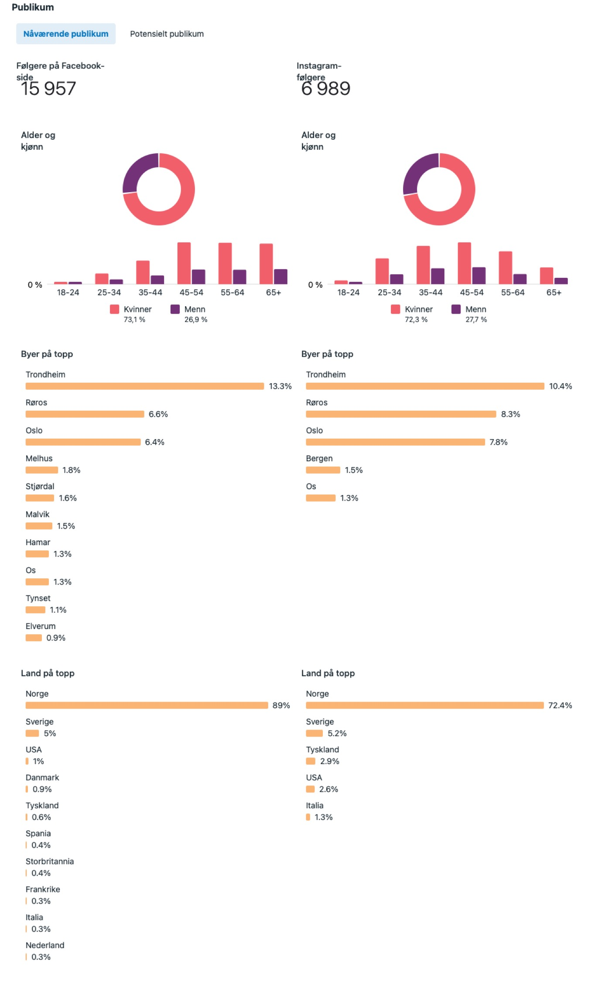 Publikum
Nåværende publikum
Potensielt publikum
Følgere på Facebook-
side
15 957
Alder og
kjønn
0 %
18-24 25-34 35-44 45-54 55-64 65+
Kvinner
73,1 %
Menn
26,9 %
Byer på topp
Trondheim
13.3%
Røros
6.6%
Oslo
6.4%
Melhus
1.8%
Stjørdal
1.6%
Malvik
1.5%
Hamar
1.3%
Os
1.3%
Tynset
1.1%
Elverum
0.9%
Land på topp
Norge
89%
Sverige
5%
USA
1%
Danmark
0.9%
Tyskland
0.6%
Spania
0.4%
Storbritannia
0.4%
Frankrike
0.3%
Italia
0.3%
Nederland
0.3%
Instagram-
følgere
6 989
Alder og
kjønn
0 %
18-24 25-34 35-44 45-54 55-64 65+
Kvinner
72,3 %
Menn
27,7 %
Byer på topp
Trondheim
10.4%
Røros
8.3%
Oslo
7.8%
Bergen
1.5%
Os
1.3%
Land på topp
Norge
72.4%
Sverige
5.2%
Tyskland
2.9%
USA
2.6%
Italia
1.3%